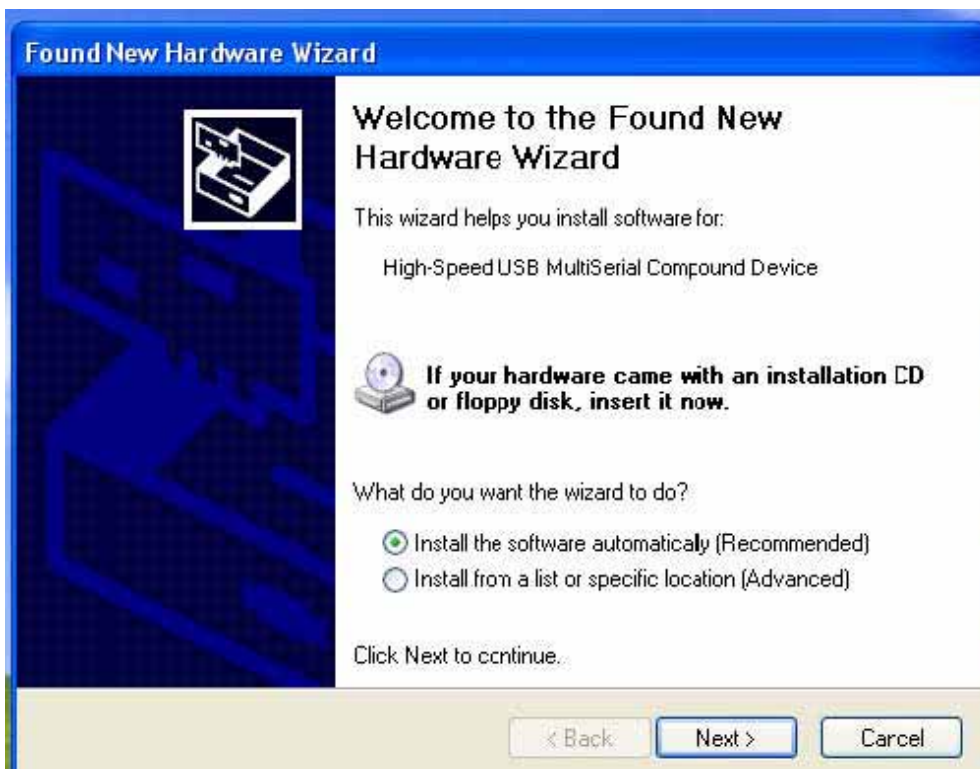 Found New Hardware Wizard
Welcome to the Found New
Hardware Wizard
This wizard helps you install software for:
High-Speed USB MultiSerial Compound Device
If your hardware came with an installation CD
or floppy disk, insert it now.
What do you want the wizard to do?
Install the software automatically (Recommended)
Install from a list or specific location (Advanced)
Click Next to continue.
< Back
Next >
Cancel